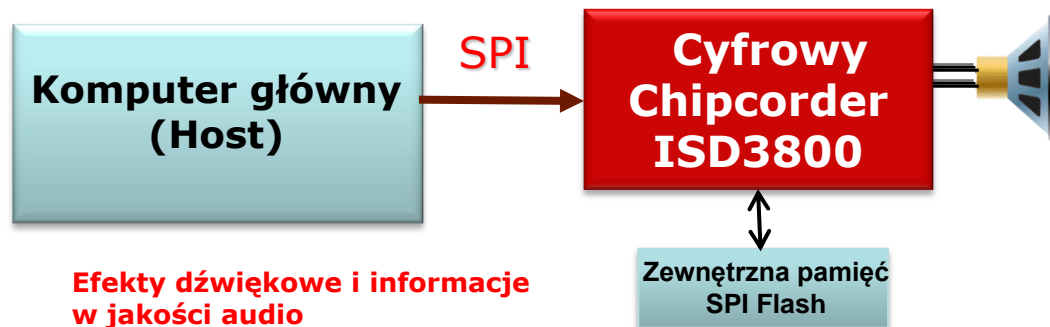 Komputer główny
(Host)
SPI
Cyfrowy
Chipcorder
ISD3800
Efekty dźwiękowe i informacje
w jakości audio
Zewnętrzna pamięć
SPI Flash